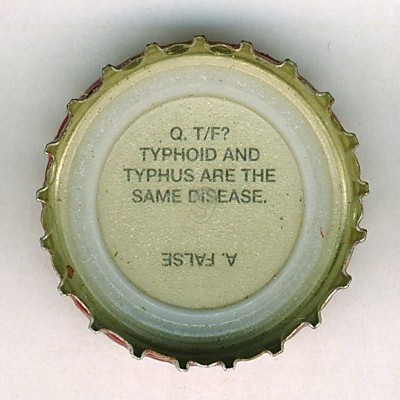 Q. T/F?
TYPHOID AND
TYPHUS ARE THE
SAME DISEASE.
A. FALSE